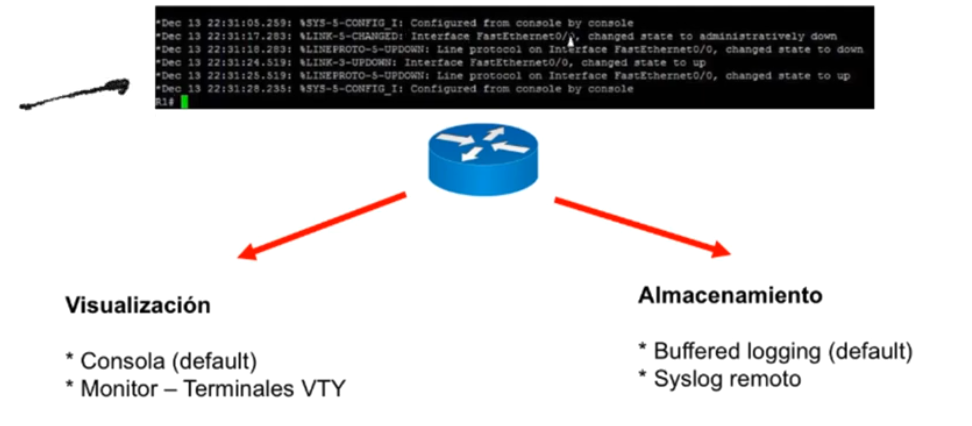 *Dec 13 22:31:05.259: %SYS-5-CONFIG_I: Configured from console by console
*Dec 13 22:31:17.283: %LINK-5-CHANGED: Interface FastEthernet0/0, changed state to administratively down
*Dec 13 22:31:18.283: %LINEPROTO-5-UPDOWN: Line protocol on Interface FastEthernet0/0, changed state to down
*Dec 13 22:31:24.519: %LINK-3-UPDOWN: Interface FastEthernet0/0, changed state to up
*Dec 13 22:31:25.519: %LINEPROTO-5-UPDOWN: Line protocol on Interface FastEthernet0/0, changed state to up
*Dec 13 22:31:28.235: %SYS-5-CONFIG_I: Configured from console by console
R1#
Visualización
* Consola (default)
* Monitor – Terminales VTY
Almacenamiento
* Buffered logging (default)
* Syslog remoto